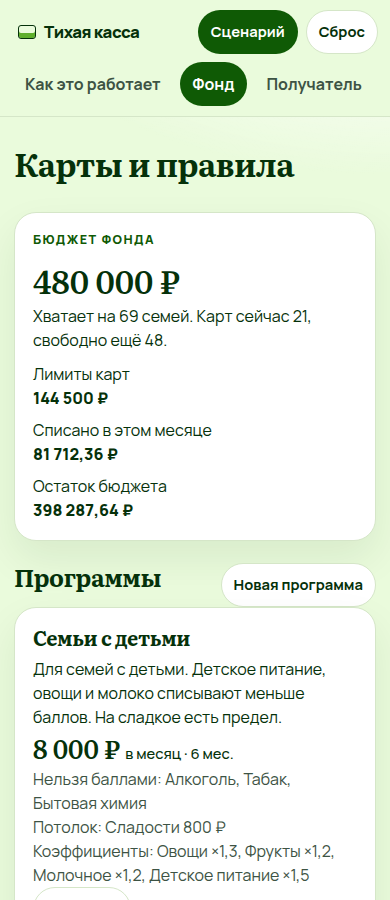 Тихая касса
Сценарий
Сброс
Как это работает
Фонд
Получатель
Карты и правила
БЮДЖЕТ ФОНДА
480 000 ₽
Хватает на 69 семей. Карт сейчас 21,
свободно ещё 48.
Лимиты карт
144 500 ₽
Списано в этом месяце
81 712,36 ₽
Остаток бюджета
398 287,64 ₽
Программы
Новая программа
Семьи с детьми
Для семей с детьми. Детское питание,
овощи и молоко списывают меньше
баллов. На сладкое есть предел.
8 000 ₽ в месяц · 6 мес.
Нельзя баллами: Алкоголь, Табак,
Бытовая химия
Потолок: Сладости 800 ₽
Коэффициенты: Овощи ×1,3, Фрукты ×1,2,
Молочное ×1,2, Детское питание ×1,5